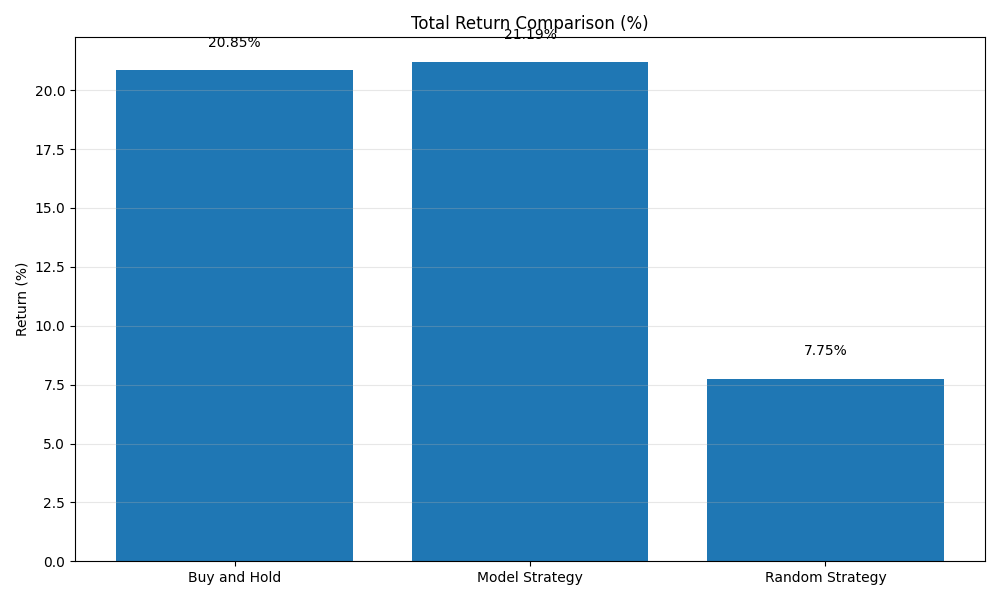 Total Return Comparison (%)
20.85%
21.19%
7.75%
Return (%)
20.0
17.5
15.0
12.5
10.0
7.5
5.0
2.5
0.0
Buy and Hold
Model Strategy
Random Strategy